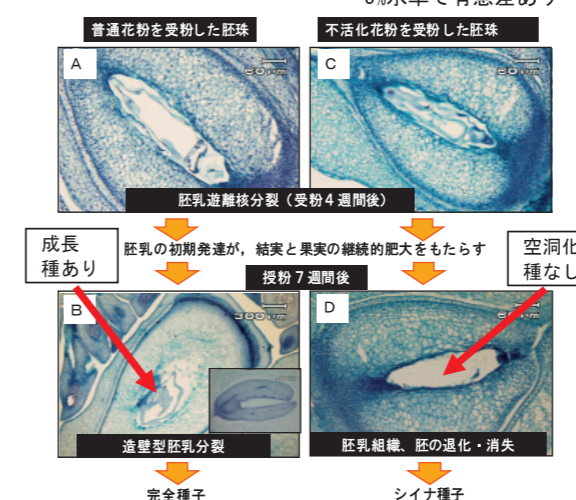 普通花粉を受粉した胚珠
不活化花粉を受粉した胚珠
A
C
胚乳遊離核分裂（受粉4週間後）
成長
種あり
胚乳の初期発達が，結実と果実の継続的肥大をもたらす
空洞化
種なし
授粉7週間後
B
D
造壁型胚乳分裂
胚乳組織、胚の退化・消失
完全種子
シイナ種子